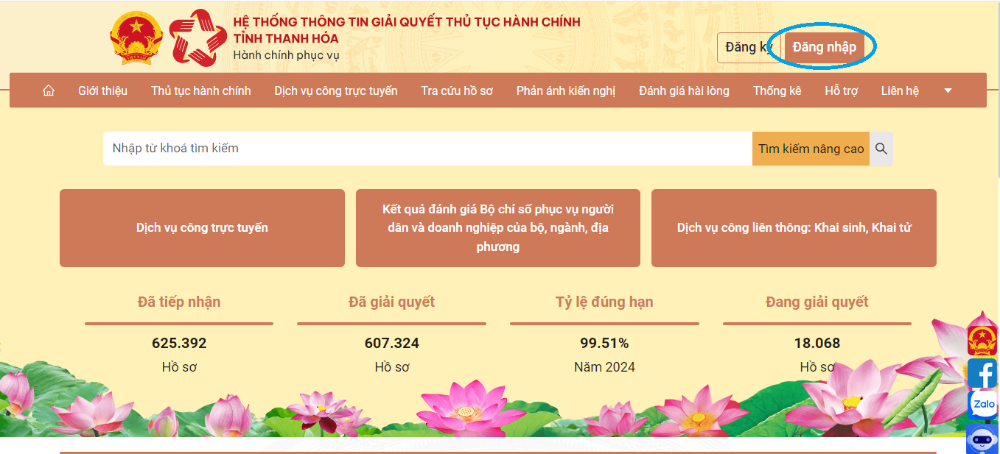 HỆ THỐNG THÔNG TIN GIẢI QUYẾT THỦ TỤC HÀNH CHÍNH
TỈNH THANH HÓA
Hành chính phục vụ
Đăng ký
Đăng nhập
Giới thiệu
Thủ tục hành chính
Dịch vụ công trực tuyến
Tra cứu hồ sơ
Phản ánh kiến nghị
Đánh giá hài lòng
Thống kê
Hỗ trợ
Liên hệ
Nhập từ khoá tìm kiếm
Tìm kiếm nâng cao
Dịch vụ công trực tuyến
Kết quả đánh giá Bộ chỉ số phục vụ người
dân và doanh nghiệp của bộ, ngành, địa
phương
Dịch vụ công liên thông: Khai sinh, Khai tử
Đã tiếp nhận
625.392
Hồ sơ
Đã giải quyết
607.324
Hồ sơ
Tỷ lệ đúng hạn
99.51%
Năm 2024
Đang giải quyết
18.068
Hồ sơ
Zalo